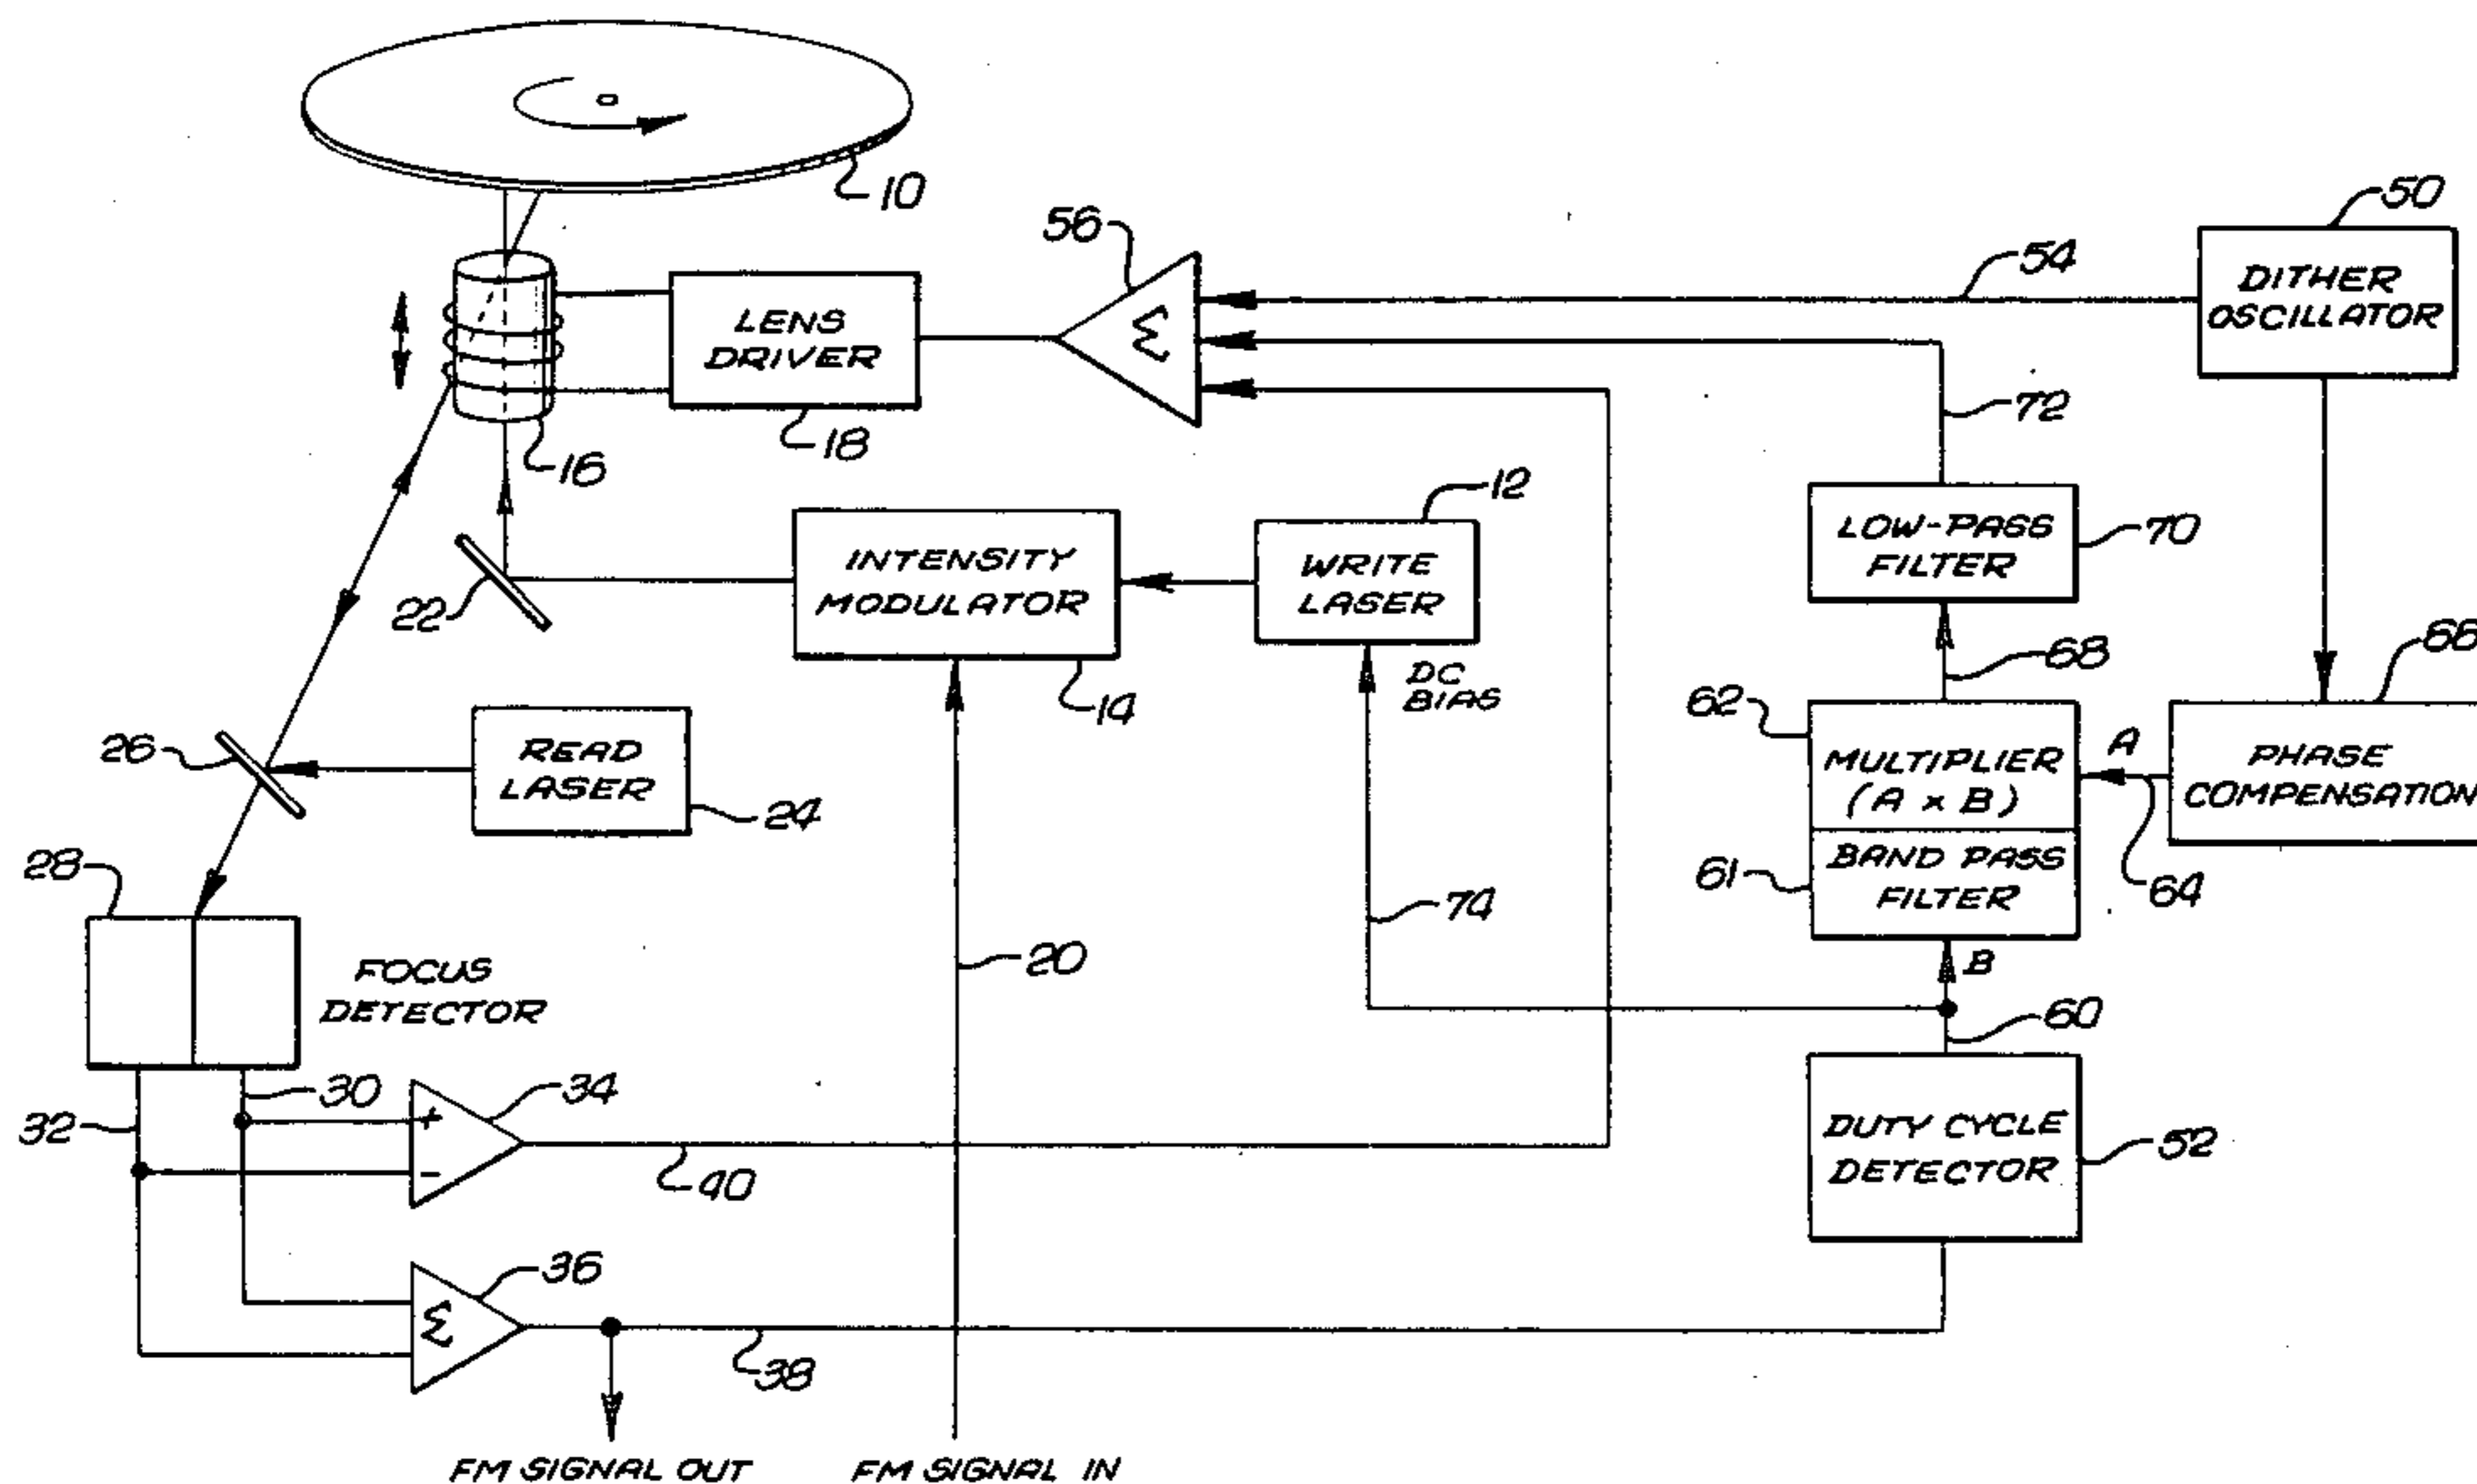 10
50
56
54
DITHER
OSCILLATOR
Σ
LENS
DRIVER
72
18
16
12
LOW-PASS
FILTER
70
INTENSITY
MODULATOR
WRITE
LASER
22
68
66
DC
BIAS
14
62
26
READ
LASER
24
MULTIPLIER
(A x B)
A
PHASE
COMPENSATION
28
61
BAND PASS
FILTER
64
74
20
B
FOCUS
DETECTOR
60
30
34
32
+
-
DUTY CYCLE
DETECTOR
52
40
36
Σ
38
FM SIGNAL OUT
FM SIGNAL IN